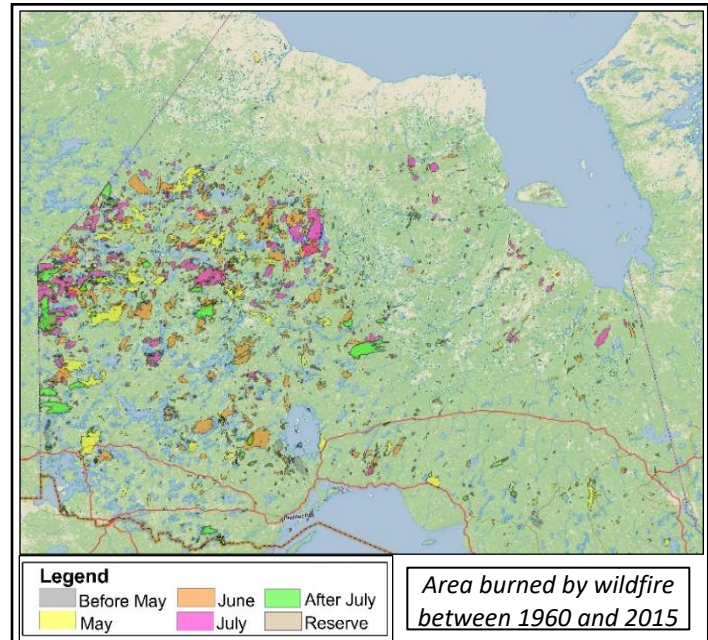 Legend
Before May
June
After July
May
July
Reserve
Area burned by wildfire
between 1960 and 2015